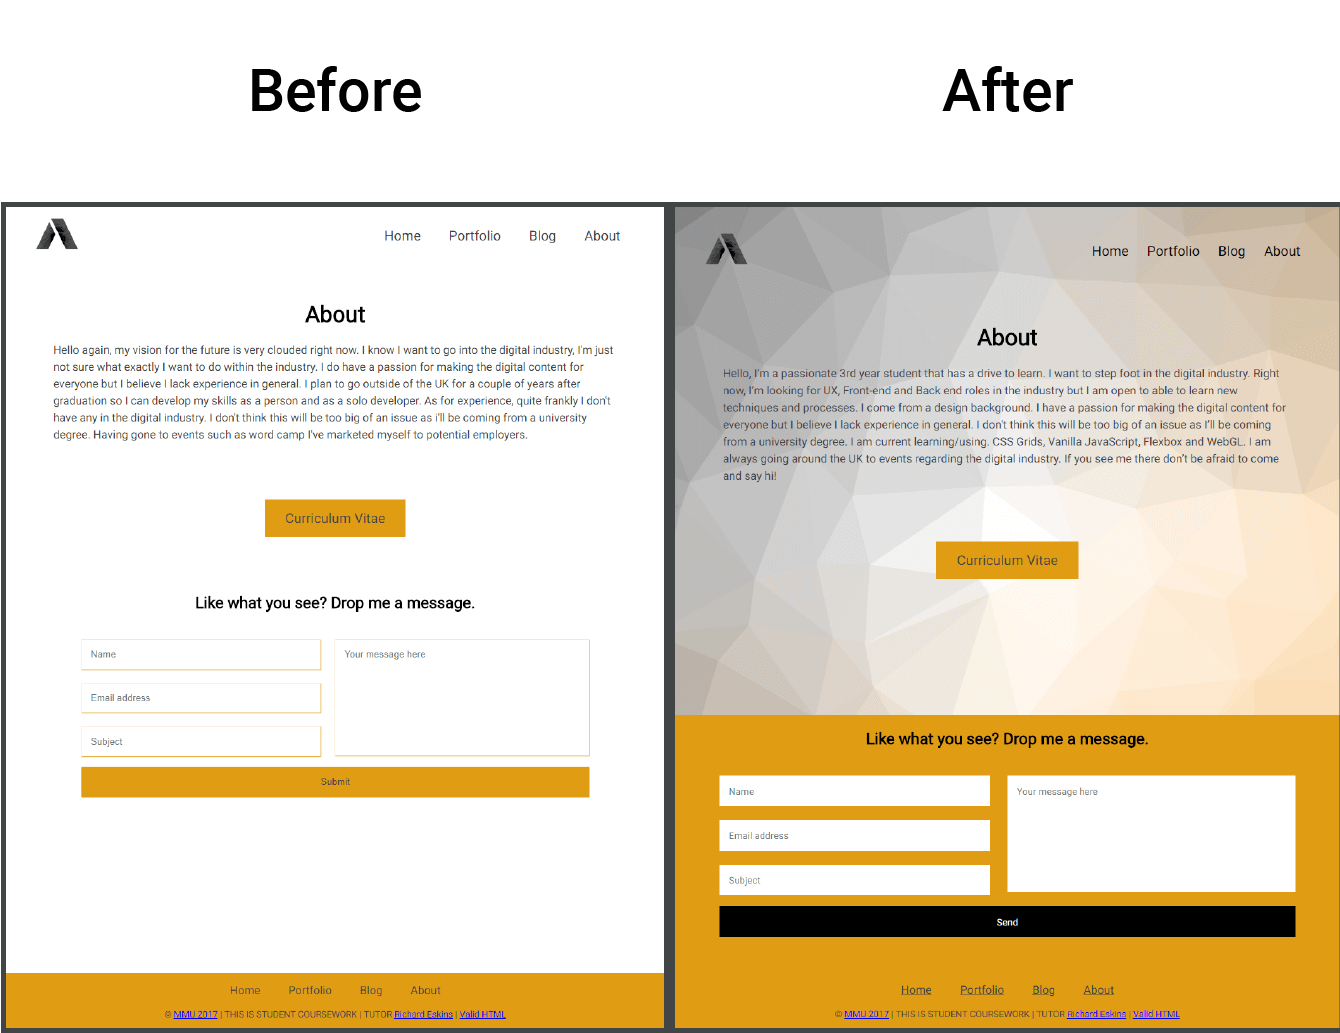 Before
After
Home Portfolio Blog About
About
Hello again, my vision for the future is very clouded right now. I know I want to go into the digital industry, I'm just
not sure what exactly I want to do within the industry. I do have a passion for making the digital content for
everyone but I believe I lack experience in general. I plan to go outside of the UK for a couple of years after
graduation so I can develop my skills as a person and as a solo developer. As for experience, quite frankly I don't
have any in the digital industry. I don't think this will be too big of an issue as i'll be coming from a university
degree. Having gone to events such as word camp I've marketed myself to potential employers.
Curriculum Vitae
Like what you see? Drop me a message.
Name
Your message here
Email address
Subject
Submit
Home Portfolio Blog About
© MMU 2017 | THIS IS STUDENT COURSEWORK | TUTOR Richard Eskins | Valid HTML
Home Portfolio Blog About
About
Hello, I'm a passionate 3rd year student that has a drive to learn. I want to step foot in the digital industry. Right
now, I'm looking for UX, Front-end and Back end roles in the industry but I am open to able to learn new
techniques and processes. I come from a design background. I have a passion for making the digital content for
everyone but I believe I lack experience in general. I don't think this will be too big of an issue as I'll be coming
from a university degree. I am current learning/using. CSS Grids, Vanilla JavaScript, Flexbox and WebGL. I am
always going around the UK to events regarding the digital industry. If you see me there don't be afraid to come
and say hi!
Curriculum Vitae
Like what you see? Drop me a message.
Name
Your message here
Email address
Subject
Send
Home Portfolio Blog About
© MMU 2017 | THIS IS STUDENT COURSEWORK | TUTOR Richard Eskins | Valid HTML